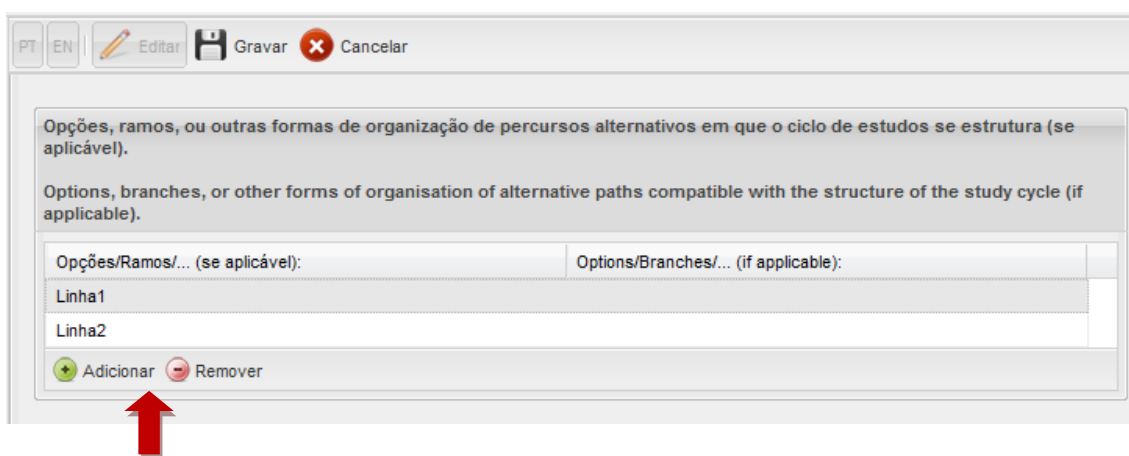 PT EN Editar Gravar Cancelar
Opções, ramos, ou outras formas de organização de percursos alternativos em que o ciclo de estudos se estrutura (se
aplicável).
Options, branches, or other forms of organisation of alternative paths compatible with the structure of the study cycle (if
applicable).
Opções/Ramos/... (se aplicável): Options/Branches/... (if applicable):
Linha1
Linha2
Adicionar Remover